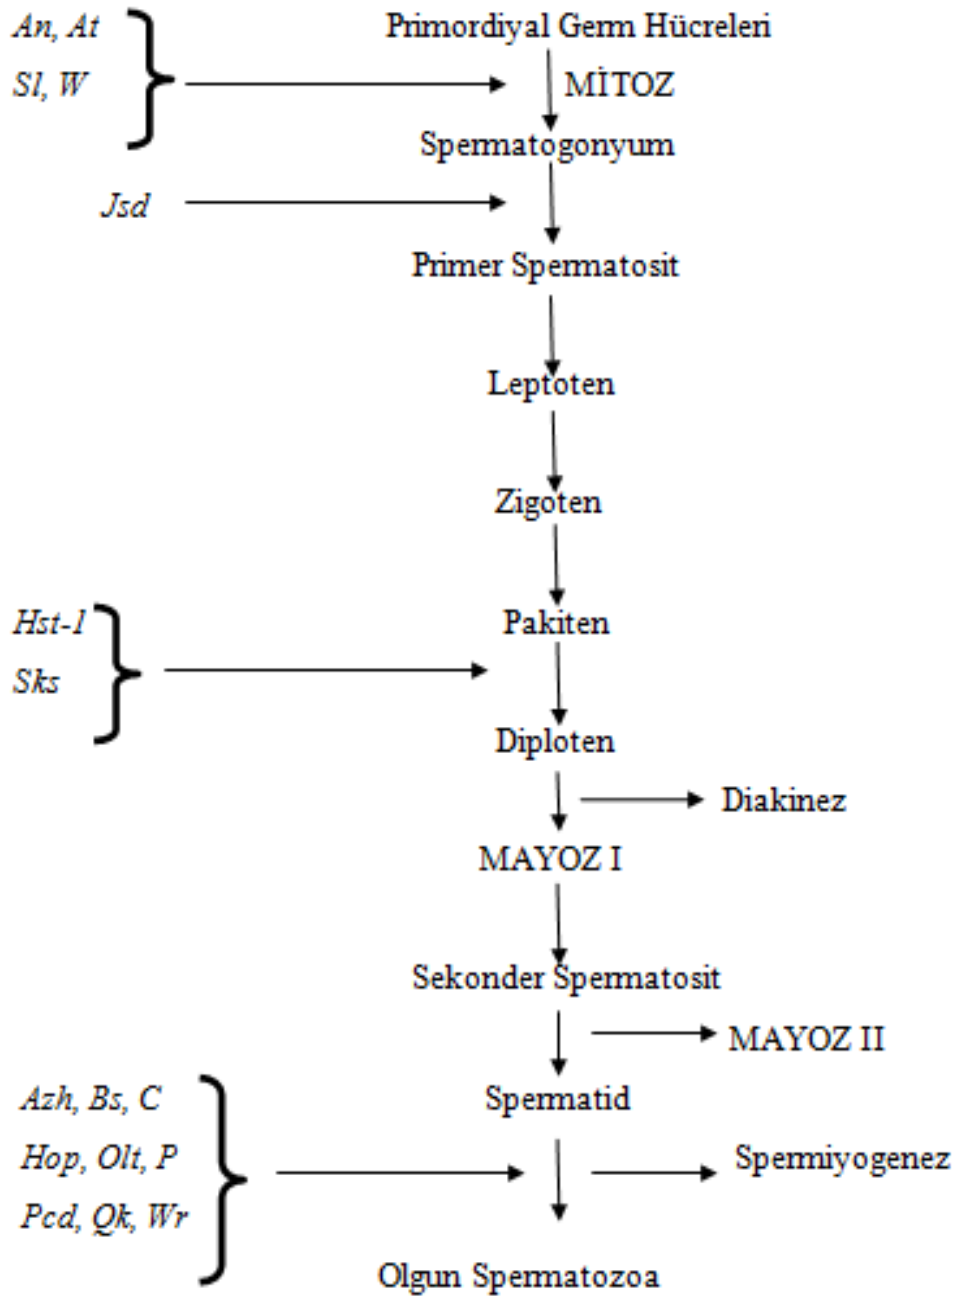 An, At
Primordiyal Germ Hücreleri
Sl, W
MİTOZ
Spermatogonyum
Jsd
Primer Spermatosit
Leptoten
Zigoten
Hst-1
Pakiten
Sks
Diploten
Diakinez
MAYOZ I
Sekonder Spermatosit
MAYOZ II
Azh, Bs, C
Spermatid
Hop, Olt, P
Spermiyogenez
Pcd, Qk, Wr
Olgun Spermatozoa